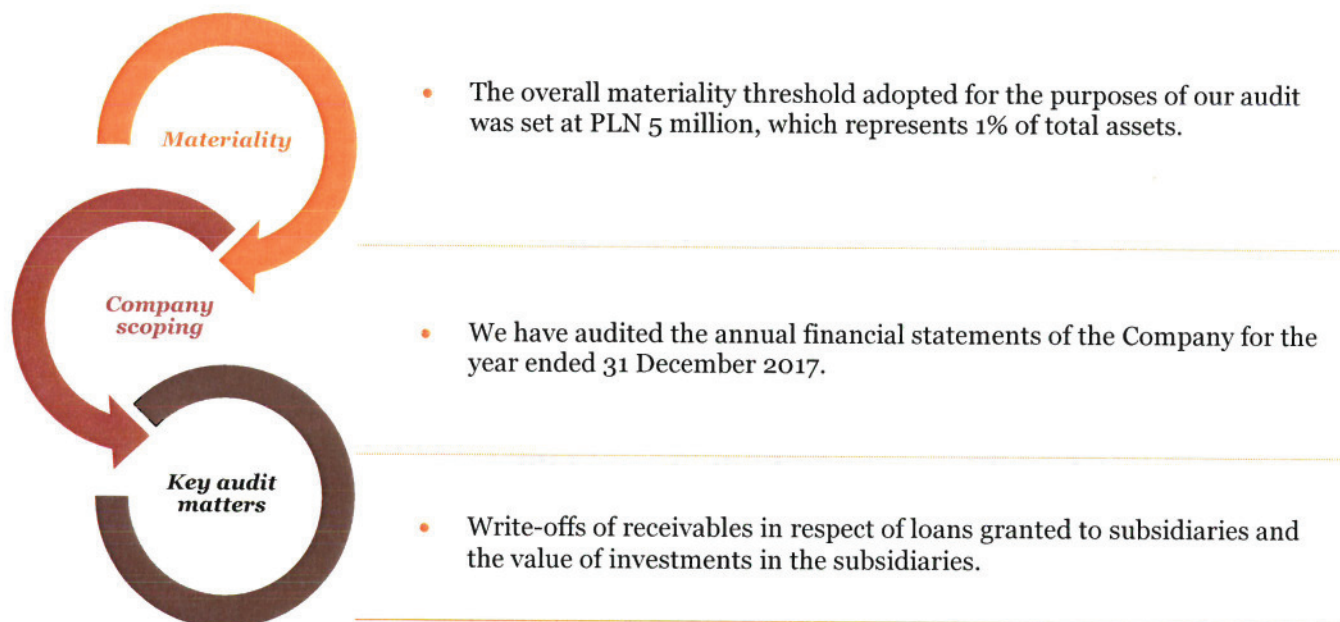 Materiality
• The overall materiality threshold adopted for the purposes of our audit
was set at PLN 5 million, which represents 1% of total assets.
Company
scoping
• We have audited the annual financial statements of the Company for the
year ended 31 December 2017.
Key audit
matters
• Write-offs of receivables in respect of loans granted to subsidiaries and
the value of investments in the subsidiaries.